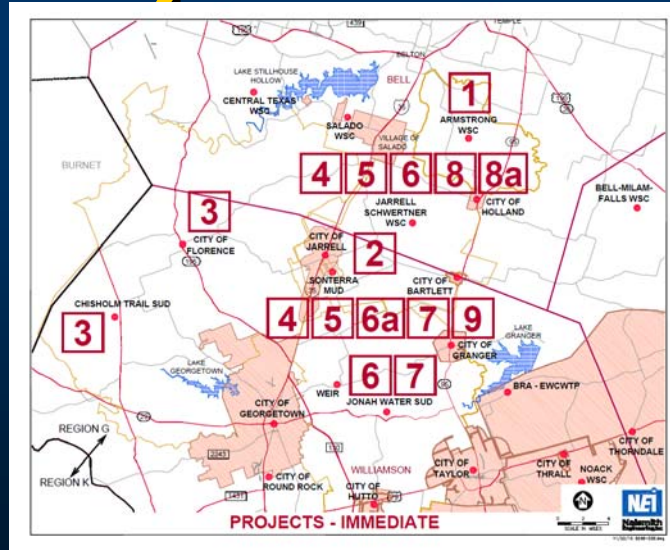 TEMPLE
BELTON
LAKE STILLHOUSE
HOLLOW
BELL
CENTRAL TEXAS
WSC
1
SALADO
WSC
ARMSTRONG
WSC
95
VILLAGE OF
SALADO
BURNET
4 5 6 8 8a
BELL-MILAM-
FALLS WSC
3
JARRELL
SCHWERTNER
WSC
CITY OF
HOLLAND
CITY OF
FLORENCE
CITY OF
JARRELL
2
SONTERRA
MUD
CITY OF
BARTLETT
CHISHOLM TRAIL SUD
3
4 5 6a 7 9
LAKE
GRANGER
CITY OF
GRANGER
LAKE
GEORGETOWN
6 7
WEIR
BRA - EWCWTP
JONAH WATER SUD
29
CITY OF
GEORGETOWN
REGION G
REGION K
CITY OF
THORNDALE
WILLIAMSON
CITY OF
TAYLOR
CITY OF
THRALL
NOACK
WSC
CITY OF
ROUND ROCK
CITY OF
HUTTO
PROJECTS - IMMEDIATE
N
SCALE IN MILES
NEI